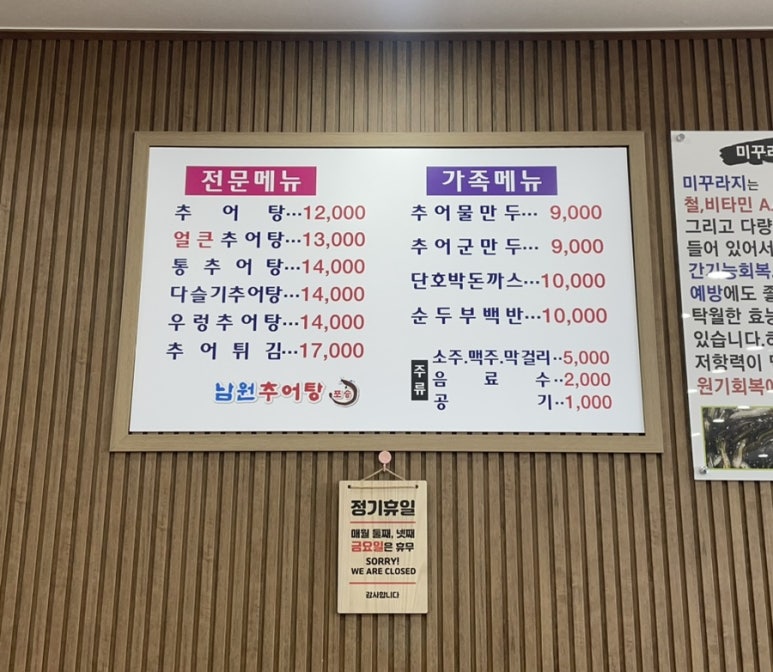 전문메뉴
추 어 탕...12,000
얼큰추어탕...13,000
통 추 어 탕...14,000
다슬기추어탕...14,000
우렁추어탕...14,000
추 어 튀 김...17,000
남원추어탕
가족메뉴
추어물만두... 9,000
추어군만두... 9,000
단호박돈까스...10,000
순두부백반...10,000
주류
소주.맥주.막걸리...5,000
음 료 수...2,000
공 기...1,000
정기휴일
매월 둘째, 넷째
금요일은 휴무
SORRY!
WE ARE CLOSED
감사합니다
미꾸라
미꾸라지는
철,비타민 A.
그리고 다량
들어 있어서
간기능회복
예방에도 좋
탁월한 효능
있습니다.
저항력이
원기회복에